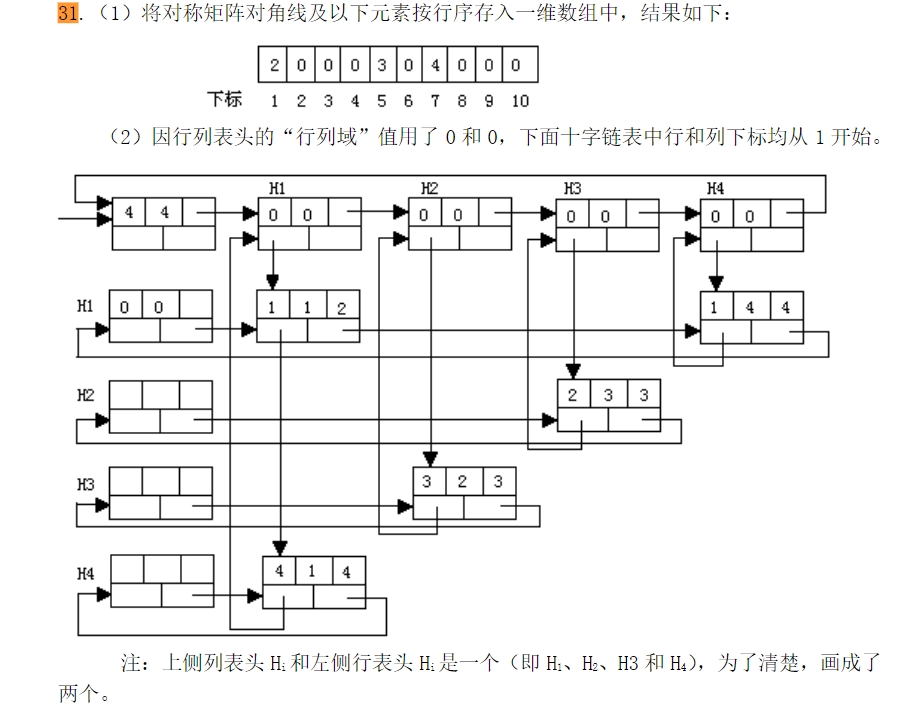 31.（1）将对称矩阵对角线及以下元素按行序存入一维数组中，结果如下：
2 0 0 0 3 0 4 0 0 0
下标 1 2 3 4 5 6 7 8 9 10
（2）因行列表头的“行列域”值用了 0 和 0，下面十字链表中行和列下标均从 1 开始。
H1 H2 H3 H4
4 4 0 0 0 0 0 0 0 0
H1 0 0 1 1 2 1 4 4
H2 2 3 3
H3 3 2 3
H4 4 1 4
注：上侧列表头 Hi 和左侧行表头 Hi 是一个（即 H1、H2、H3 和 H4），为了清楚，画成了
两个。